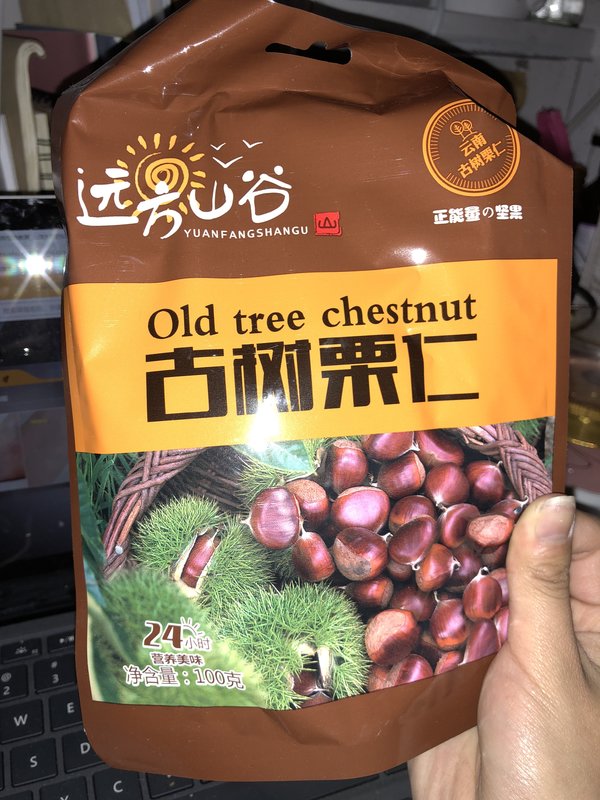 远方山谷
YUANFANGSHANGU
山
云南
古树栗仁
正能量の坚果
Old tree chestnut
古树栗仁
24小时
营养美味
净含量：100克
2
3
W
E
R
S
D
X
C